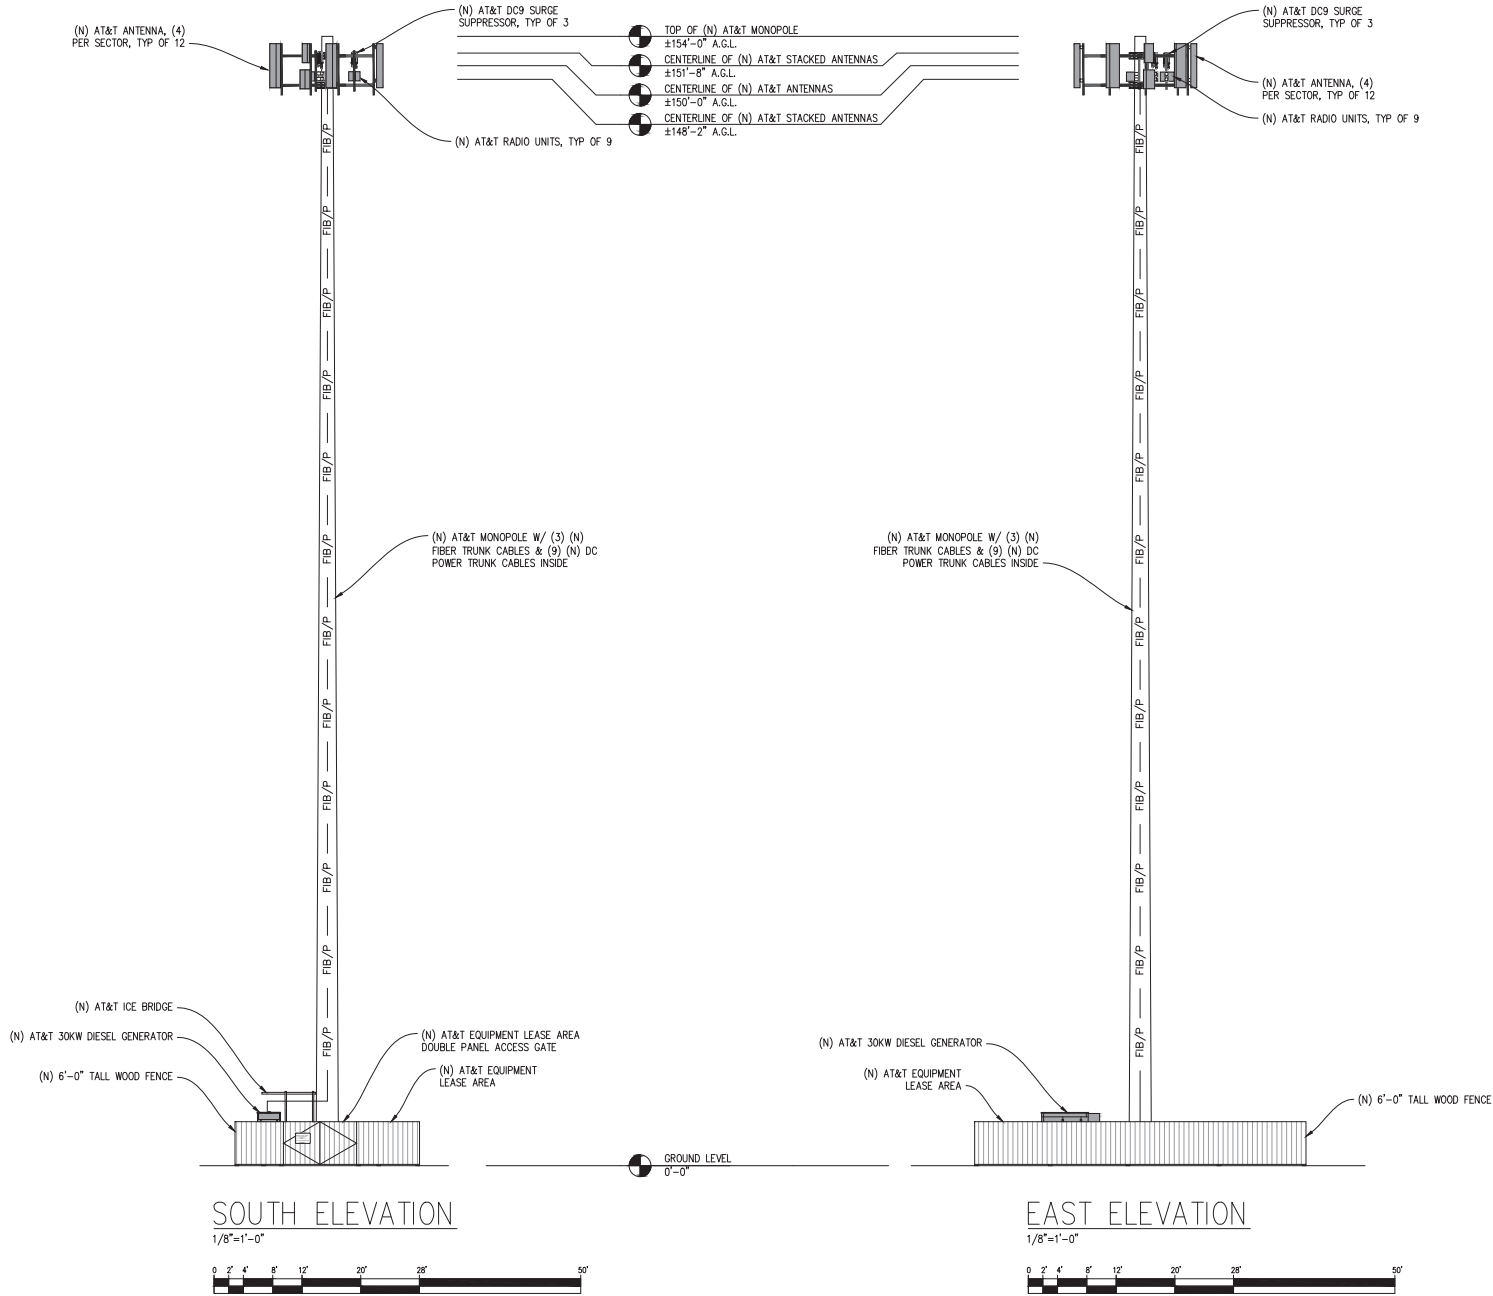 (N) AT&T ANTENNA, (4)
PER SECTOR, TYP OF 12
(N) AT&T DC9 SURGE
SUPPRESSOR, TYP OF 3
(N) AT&T RADIO UNITS, TYP OF 9
TOP OF (N) AT&T MONOPOLE
±154'-0" A.G.L.
CENTERLINE OF (N) AT&T STACKED ANTENNAS
±151'-8" A.G.L.
CENTERLINE OF (N) AT&T ANTENNAS
±150'-0" A.G.L.
CENTERLINE OF (N) AT&T STACKED ANTENNAS
±148'-2" A.G.L.
(N) AT&T DC9 SURGE
SUPPRESSOR, TYP OF 3
(N) AT&T ANTENNA, (4)
PER SECTOR, TYP OF 12
(N) AT&T RADIO UNITS, TYP OF 9
FIB/P
FIB/P
FIB/P
FIB/P
FIB/P
FIB/P
FIB/P
FIB/P
FIB/P
FIB/P
FIB/P
FIB/P
(N) AT&T MONOPOLE W/ (3) (N)
FIBER TRUNK CABLES & (9) (N) DC
POWER TRUNK CABLES INSIDE
FIB/P
FIB/P
FIB/P
FIB/P
FIB/P
FIB/P
FIB/P
FIB/P
FIB/P
FIB/P
FIB/P
FIB/P
(N) AT&T MONOPOLE W/ (3) (N)
FIBER TRUNK CABLES & (9) (N) DC
POWER TRUNK CABLES INSIDE
(N) AT&T ICE BRIDGE
(N) AT&T 30KW DIESEL GENERATOR
(N) 6'-0" TALL WOOD FENCE
(N) AT&T EQUIPMENT LEASE AREA
DOUBLE PANEL ACCESS GATE
(N) AT&T EQUIPMENT
LEASE AREA
(N) AT&T 30KW DIESEL GENERATOR
(N) AT&T EQUIPMENT
LEASE AREA
(N) 6'-0" TALL WOOD FENCE
GROUND LEVEL
0'-0"
SOUTH ELEVATION
1/8"=1'-0"
0 2' 4' 8' 12' 20' 28' 50'
EAST ELEVATION
1/8"=1'-0"
0 2' 4' 8' 12' 20' 28' 50'